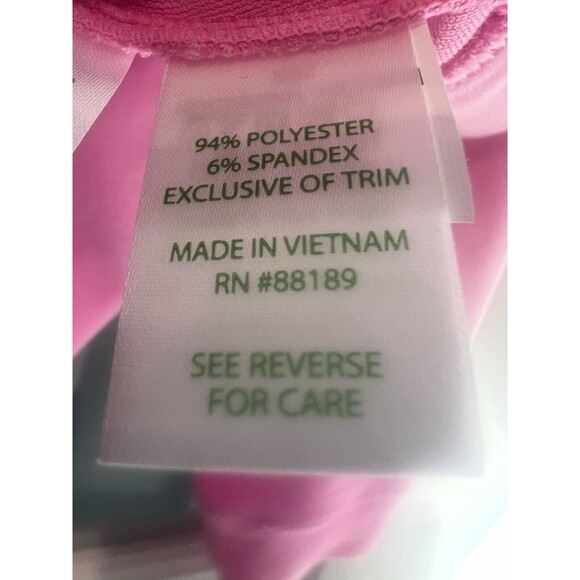 94% POLYESTER
6% SPANDEX
EXCLUSIVE OF TRIM
MADE IN VIETNAM
RN #88189
SEE REVERSE
FOR CARE